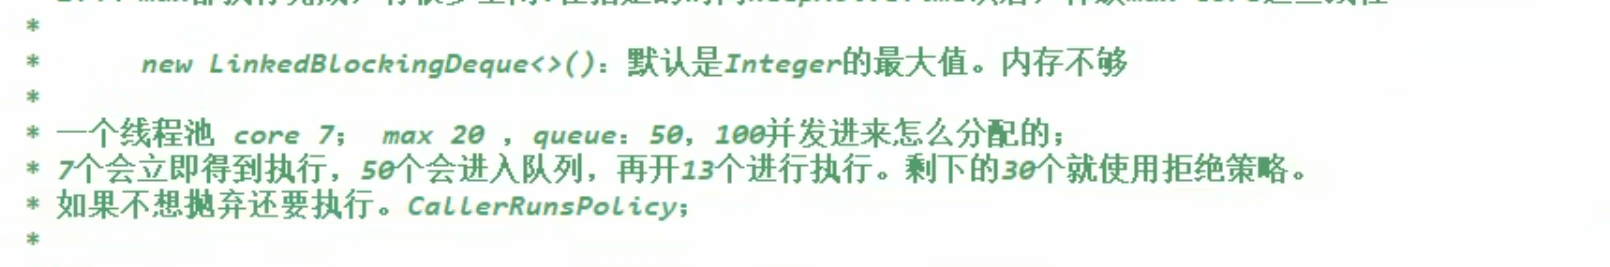 *
* new LinkedBlockingDeque<>()：默认是Integer的最大值。内存不够
*
* 一个线程池 core 7； max 20 ，queue：50，100并发进来怎么分配的；
* 7个会立即得到执行，50个会进入队列，再开13个进行执行。剩下的30个就使用拒绝策略。
* 如果不想抛弃还要执行。CallerRunsPolicy；
*